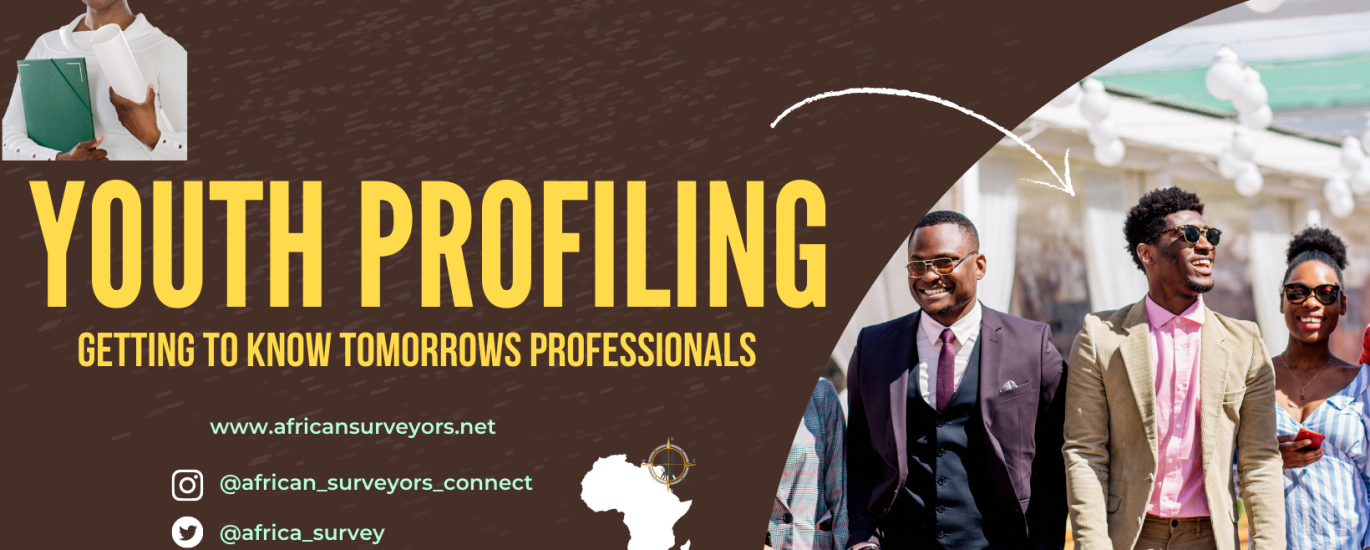 YOUTH PROFILING
GETTING TO KNOW TOMORROWS PROFESSIONALS
www.africansurveyors.net
@african_surveyors_connect
@africa_survey